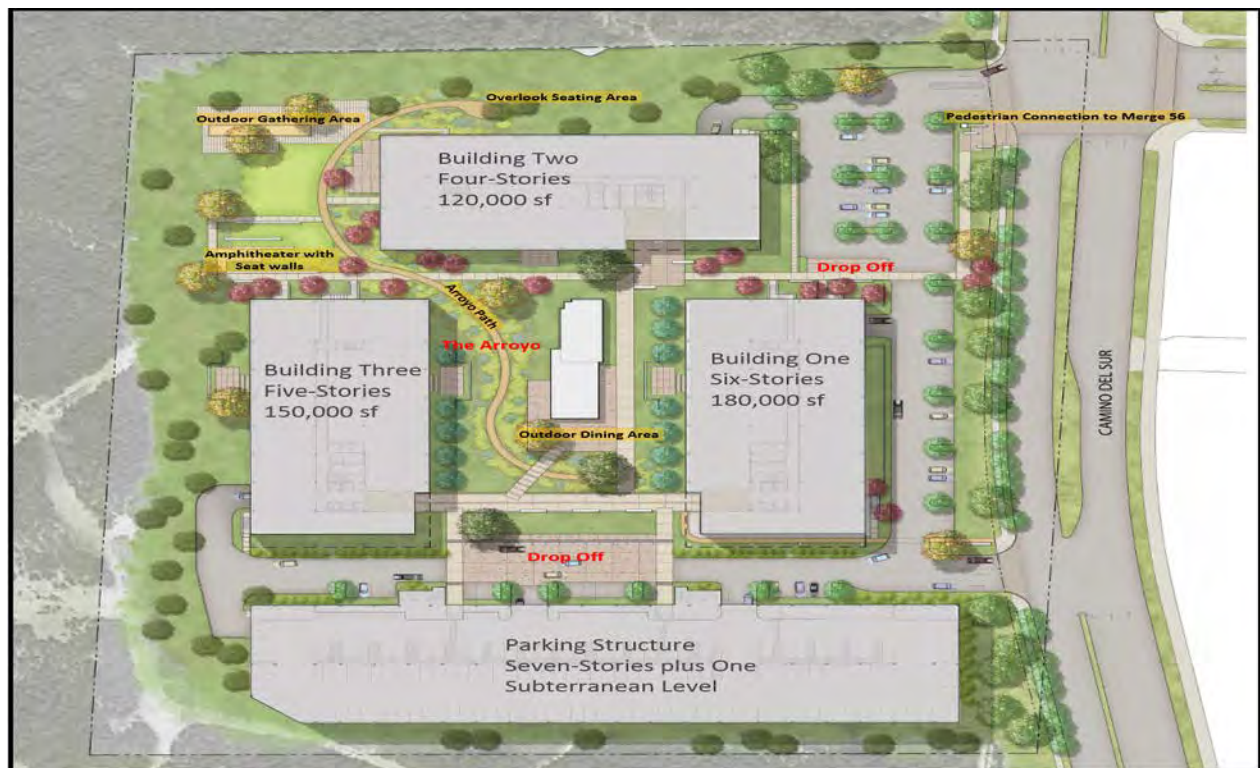 Overlook Seating Area
Outdoor Gathering Area
Pedestrian Connection to Merge 56
Building Two
Four-Stories
120,000 sf
Amphitheater with
Seat walls
Drop Off
Arroyo Path
The Arroyo
Building Three
Five-Stories
150,000 sf
Building One
Six-Stories
180,000 sf
CAMINO DEL SUR
Outdoor Dining Area
Drop Off
Parking Structure
Seven-Stories plus One
Subterranean Level